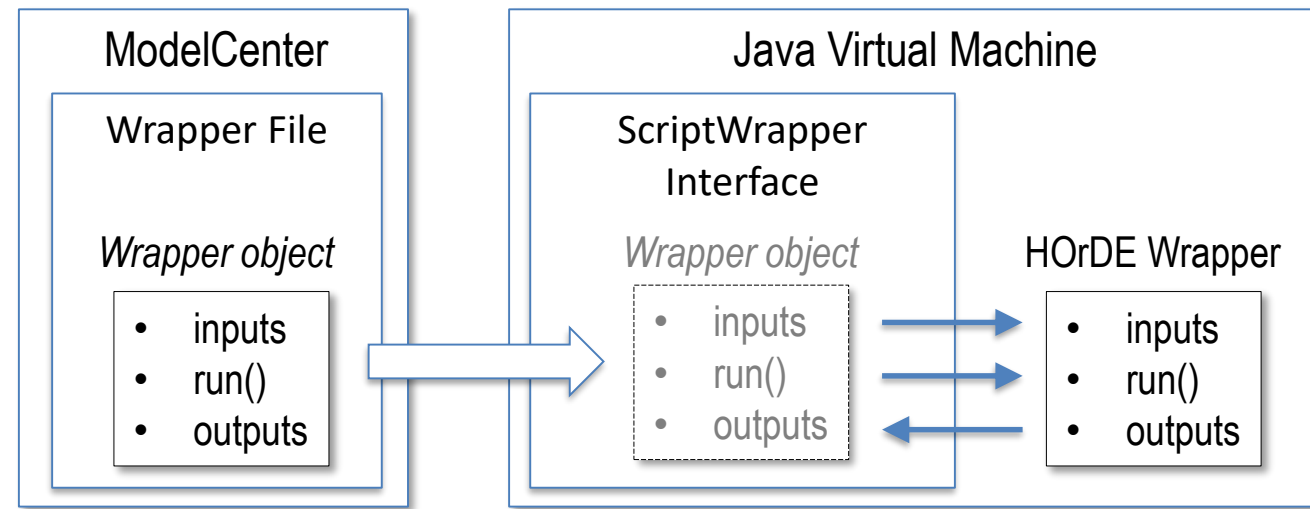 ModelCenter
Wrapper File
Wrapper object
• inputs
• run()
• outputs
Java Virtual Machine
ScriptWrapper
Interface
Wrapper object
• inputs
• run()
• outputs
HOrDE Wrapper
• inputs
• run()
• outputs